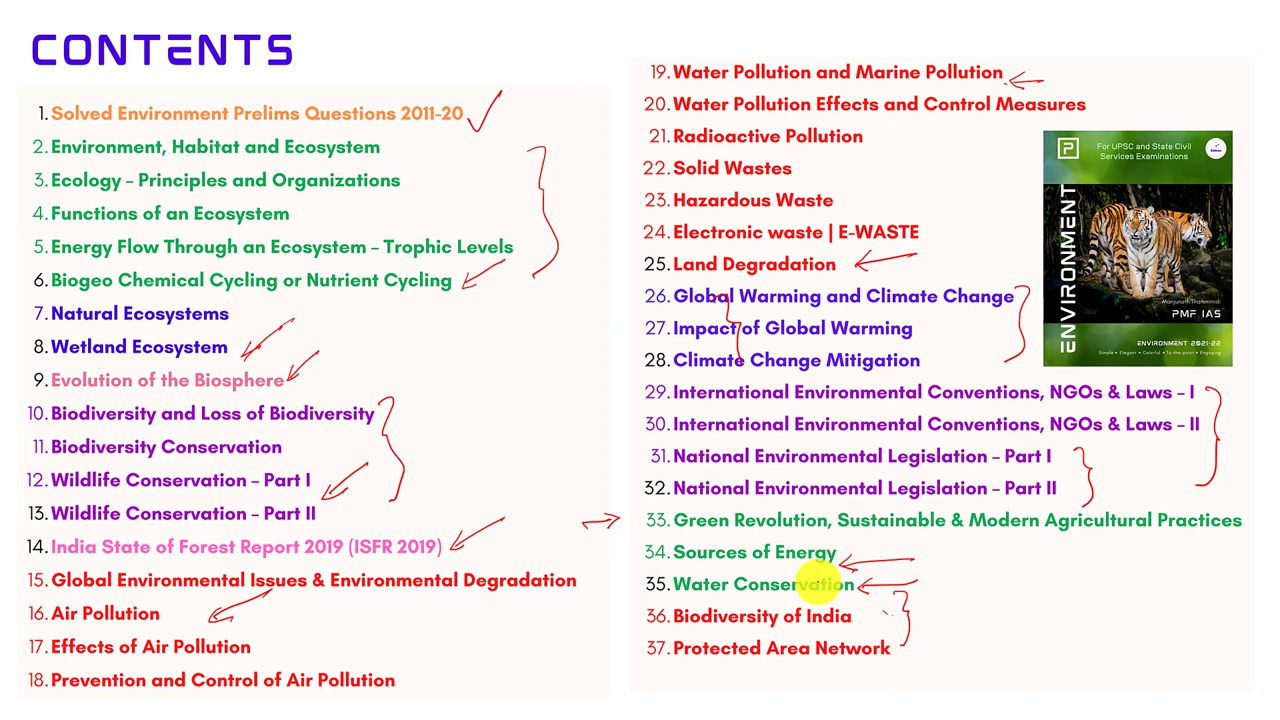 CONTENTS
1. Solved Environment Prelims Questions 2011-20
2. Environment, Habitat and Ecosystem
3. Ecology – Principles and Organizations
4. Functions of an Ecosystem
5. Energy Flow Through an Ecosystem – Trophic Levels
6. Biogeo Chemical Cycling or Nutrient Cycling
7. Natural Ecosystems
8. Wetland Ecosystem
9. Evolution of the Biosphere
10. Biodiversity and Loss of Biodiversity
11. Biodiversity Conservation
12. Wildlife Conservation – Part I
13. Wildlife Conservation – Part II
14. India State of Forest Report 2019 (ISFR 2019)
15. Global Environmental Issues & Environmental Degradation
16. Air Pollution
17. Effects of Air Pollution
18. Prevention and Control of Air Pollution
19. Water Pollution and Marine Pollution
20. Water Pollution Effects and Control Measures
21. Radioactive Pollution
22. Solid Wastes
23. Hazardous Waste
24. Electronic waste | E-WASTE
25. Land Degradation
26. Global Warming and Climate Change
27. Impact of Global Warming
28. Climate Change Mitigation
29. International Environmental Conventions, NGOs & Laws – I
30. International Environmental Conventions, NGOs & Laws – II
31. National Environmental Legislation – Part I
32. National Environmental Legislation – Part II
33. Green Revolution, Sustainable & Modern Agricultural Practices
34. Sources of Energy
35. Water Conservation
36. Biodiversity of India
37. Protected Area Network
P
For UPSC and State Civil
Services Examinations
Edition
ENVIRONMENT
Manjunath Thamminidi
PMF IAS
ENVIRONMENT 2021-22
Simple • Elegant • Colorful • To-the-point • Engaging